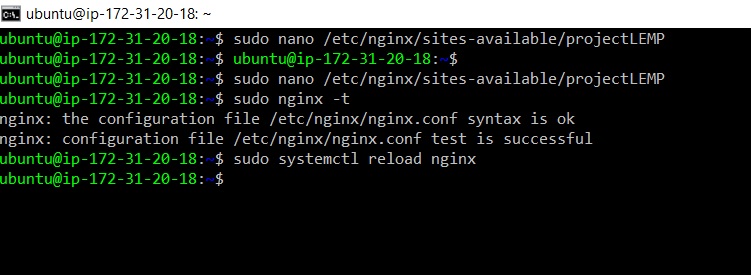 ubuntu@ip-172-31-20-18: ~
ubuntu@ip-172-31-20-18:~$ sudo nano /etc/nginx/sites-available/projectLEMP
ubuntu@ip-172-31-20-18:~$ ubuntu@ip-172-31-20-18:~$
ubuntu@ip-172-31-20-18:~$ sudo nano /etc/nginx/sites-available/projectLEMP
ubuntu@ip-172-31-20-18:~$ sudo nginx -t
nginx: the configuration file /etc/nginx/nginx.conf syntax is ok
nginx: configuration file /etc/nginx/nginx.conf test is successful
ubuntu@ip-172-31-20-18:~$ sudo systemctl reload nginx
ubuntu@ip-172-31-20-18:~$